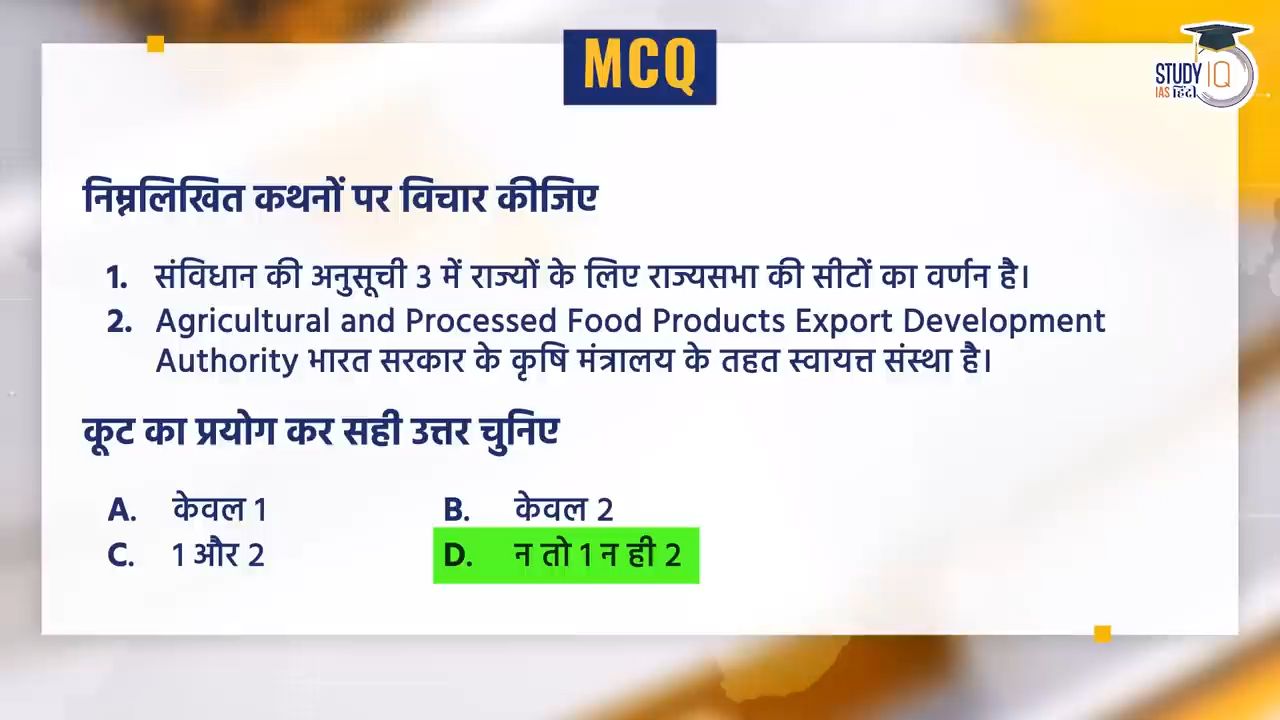 MCQ
STUDY IQ
IAS हिंदी
निम्नलिखित कथनों पर विचार कीजिए
1. संविधान की अनुसूची 3 में राज्यों के लिए राज्यसभा की सीटों का वर्णन है।
2. Agricultural and Processed Food Products Export Development
Authority भारत सरकार के कृषि मंत्रालय के तहत स्वायत्त संस्था है।
कूट का प्रयोग कर सही उत्तर चुनिए
A. केवल 1 B. केवल 2
C. 1 और 2 D. न तो 1 न ही 2